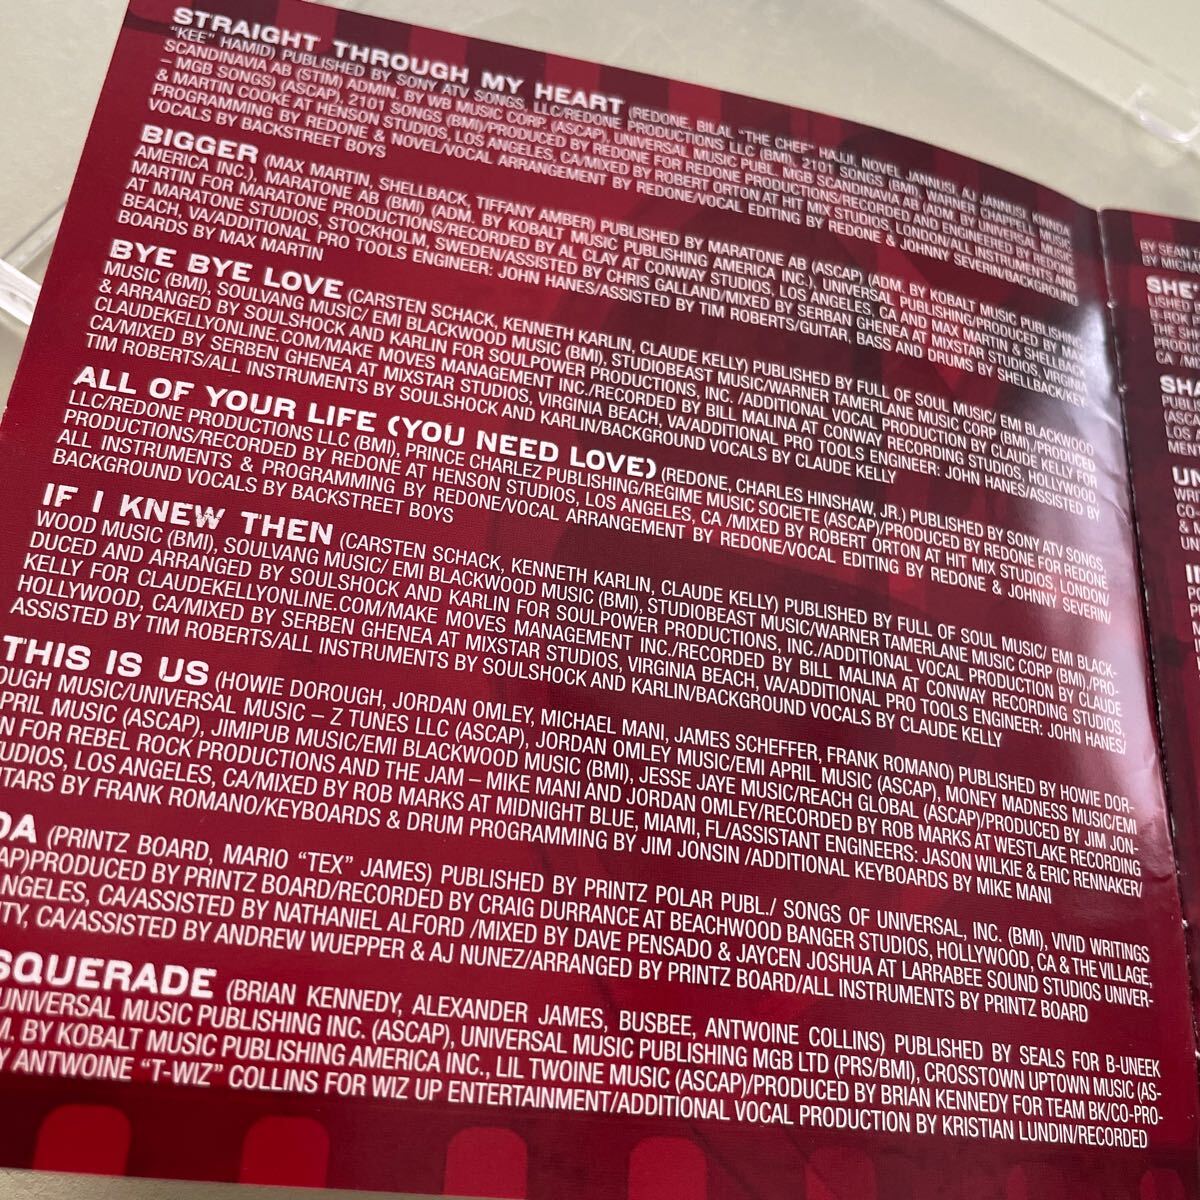 STRAIGHT THROUGH MY HEART (REDONE, BILAL "THE CHEF" HAJJI, NOVEL JANNUSI, AJ JANNUSI, KINNDA
"KEE" HAMID) PUBLISHED BY SONY ATV SONGS, LLC/REDONE PRODUCTIONS LLC (BMI), 2101 SONGS (BMI), WARNER CHAPPELL MUSIC
SCANDINAVIA AB (STIM) ADMIN. BY WB MUSIC CORP. (ASCAP), UNIVERSAL MUSIC PUBL. MGB SCANDINAVIA AB (ADM. BY UNIVERSAL MUSIC
– MGB SONGS) (ASCAP), 2101 SONGS (BMI)/PRODUCED BY REDONE FOR REDONE PRODUCTIONS/RECORDED AND ENGINEERED BY REDONE
& MARTIN COOKE AT HENSON STUDIOS, LOS ANGELES, CA/MIXED BY ROBERT ORTON AT HIT MIX STUDIOS, LONDON/ALL INSTRUMENTS AND
PROGRAMMING BY REDONE & NOVEL/VOCAL ARRANGEMENT BY REDONE/VOCAL EDITING BY REDONE & JOHNNY SEVERIN/BACKGROUND
VOCALS BY BACKSTREET BOYS
BIGGER (MAX MARTIN, SHELLBACK, TIFFANY AMBER) PUBLISHED BY MARATONE AB (ASCAP) (ADM. BY KOBALT MUSIC PUBLISHING
AMERICA INC.), MARATONE AB (BMI) (ADM. BY KOBALT MUSIC PUBLISHING AMERICA INC.), UNIVERSAL PUBLISHING/PRODUCED BY MAX
MARTIN FOR MARATONE PRODUCTIONS/RECORDED BY AL CLAY AT CONWAY STUDIOS, LOS ANGELES, CA AND MAX MARTIN & SHELLBACK
AT MARATONE STUDIOS, STOCKHOLM, SWEDEN/ASSISTED BY CHRIS GALLAND/MIXED BY SERBAN GHENEA AT MIXSTAR STUDIOS, VIRGINIA
BEACH, VA/ADDITIONAL PRO TOOLS ENGINEER: JOHN HANES/ASSISTED BY TIM ROBERTS/GUITAR, BASS AND DRUMS BY SHELLBACK/KEY-
BOARDS BY MAX MARTIN
BYE BYE LOVE (CARSTEN SCHACK, KENNETH KARLIN, CLAUDE KELLY) PUBLISHED BY FULL OF SOUL MUSIC/ EMI BLACKWOOD
MUSIC (BMI), SOULVANG MUSIC/ EMI BLACKWOOD MUSIC (BMI), STUDIOBEAST MUSIC/WARNER TAMERLANE MUSIC CORP (BMI)./PRODUCED
& ARRANGED BY SOULSHOCK AND KARLIN FOR SOULPOWER PRODUCTIONS, INC. /ADDITIONAL VOCAL PRODUCTION BY CLAUDE KELLY FOR
CLAUDEKELLYONLINE.COM/MAKE MOVES MANAGEMENT INC./RECORDED BY BILL MALINA AT CONWAY RECORDING STUDIOS, HOLLYWOOD,
CA/MIXED BY SERBEN GHENEA AT MIXSTAR STUDIOS, VIRGINIA BEACH, VA/ADDITIONAL PRO TOOLS ENGINEER: JOHN HANES/ASSISTED BY
TIM ROBERTS/ALL INSTRUMENTS BY SOULSHOCK AND KARLIN/BACKGROUND VOCALS BY CLAUDE KELLY
ALL OF YOUR LIFE (YOU NEED LOVE) (REDONE, CHARLES HINSHAW, JR.) PUBLISHED BY SONY ATV SONGS,
LLC/REDONE PRODUCTIONS LLC (BMI), PRINCE CHARLEZ PUBLISHING/REGIME MUSIC SOCIETE (ASCAP)/PRODUCED BY REDONE FOR REDONE
PRODUCTIONS/RECORDED BY REDONE AT HENSON STUDIOS, LOS ANGELES, CA /MIXED BY ROBERT ORTON AT HIT MIX STUDIOS, LONDON/
ALL INSTRUMENTS & PROGRAMMING BY REDONE/VOCAL ARRANGEMENT BY REDONE/VOCAL EDITING BY REDONE & JOHNNY SEVERIN/
BACKGROUND VOCALS BY BACKSTREET BOYS
IF I KNEW THEN (CARSTEN SCHACK, KENNETH KARLIN, CLAUDE KELLY) PUBLISHED BY FULL OF SOUL MUSIC/ EMI BLACK-
WOOD MUSIC (BMI), SOULVANG MUSIC/ EMI BLACKWOOD MUSIC (BMI), STUDIOBEAST MUSIC/WARNER TAMERLANE MUSIC CORP (BMI)./PRO-
DUCED AND ARRANGED BY SOULSHOCK AND KARLIN FOR SOULPOWER PRODUCTIONS, INC./ADDITIONAL VOCAL PRODUCTION BY CLAUDE
KELLY FOR CLAUDEKELLYONLINE.COM/MAKE MOVES MANAGEMENT INC./RECORDED BY BILL MALINA AT CONWAY RECORDING STUDIOS,
HOLLYWOOD, CA/MIXED BY SERBEN GHENEA AT MIXSTAR STUDIOS, VIRGINIA BEACH, VA/ADDITIONAL PRO TOOLS ENGINEER: JOHN HANES/
ASSISTED BY TIM ROBERTS/ALL INSTRUMENTS BY SOULSHOCK AND KARLIN/BACKGROUND VOCALS BY CLAUDE KELLY
THIS IS US (HOWIE DOROUGH, JORDAN OMLEY, MICHAEL MANI, JAMES SCHEFFER, FRANK ROMANO) PUBLISHED BY HOWIE DOR-
OUGH MUSIC/UNIVERSAL MUSIC – Z TUNES LLC (ASCAP), JORDAN OMLEY MUSIC/EMI APRIL MUSIC (ASCAP), MONEY MADNESS MUSIC/EMI
APRIL MUSIC (ASCAP), JIMIPUB MUSIC/EMI BLACKWOOD MUSIC (BMI), JESSE JAYE MUSIC/REACH GLOBAL (ASCAP)/PRODUCED BY JIM JON-
N FOR REBEL ROCK PRODUCTIONS AND THE JAM – MIKE MANI AND JORDAN OMLEY/RECORDED BY ROB MARKS AT WESTLAKE RECORDING
UDIOS, LOS ANGELES, CA/MIXED BY ROB MARKS AT MIDNIGHT BLUE, MIAMI, FL/ASSISTANT ENGINEERS: JASON WILKIE & ERIC RENNAKER/
TARS BY FRANK ROMANO/KEYBOARDS & DRUM PROGRAMMING BY JIM JONSIN /ADDITIONAL KEYBOARDS BY MIKE MANI
DA (PRINTZ BOARD, MARIO "TEX" JAMES) PUBLISHED BY PRINTZ POLAR PUBL./ SONGS OF UNIVERSAL, INC. (BMI), VIVID WRITINGS
AP)PRODUCED BY PRINTZ BOARD/RECORDED BY CRAIG DURRANCE AT BEACHWOOD BANGER STUDIOS, HOLLYWOOD, CA & THE VILLAGE,
ANGELES, CA/ASSISTED BY NATHANIEL ALFORD /MIXED BY DAVE PENSADO & JAYCEN JOSHUA AT LARRABEE SOUND STUDIOS UNIVER-
ITY, CA/ASSISTED BY ANDREW WUEPPER & AJ NUNEZ/ARRANGED BY PRINTZ BOARD/ALL INSTRUMENTS BY PRINTZ BOARD
SQUERADE (BRIAN KENNEDY, ALEXANDER JAMES, BUSBEE, ANTWOINE COLLINS) PUBLISHED BY SEALS FOR B-UNEEK
UNIVERSAL MUSIC PUBLISHING INC. (ASCAP), UNIVERSAL MUSIC PUBLISHING MGB LTD (PRS/BMI), CROSSTOWN UPTOWN MUSIC (AS-
M. BY KOBALT MUSIC PUBLISHING AMERICA INC., LIL TWOINE MUSIC (ASCAP)/PRODUCED BY BRIAN KENNEDY FOR TEAM BK/CO-PRO-
Y ANTWOINE "T-WIZ" COLLINS FOR WIZ UP ENTERTAINMENT/ADDITIONAL VOCAL PRODUCTION BY KRISTIAN LUNDIN/RECORDED
BY SEAN
BY MICHA
SHE